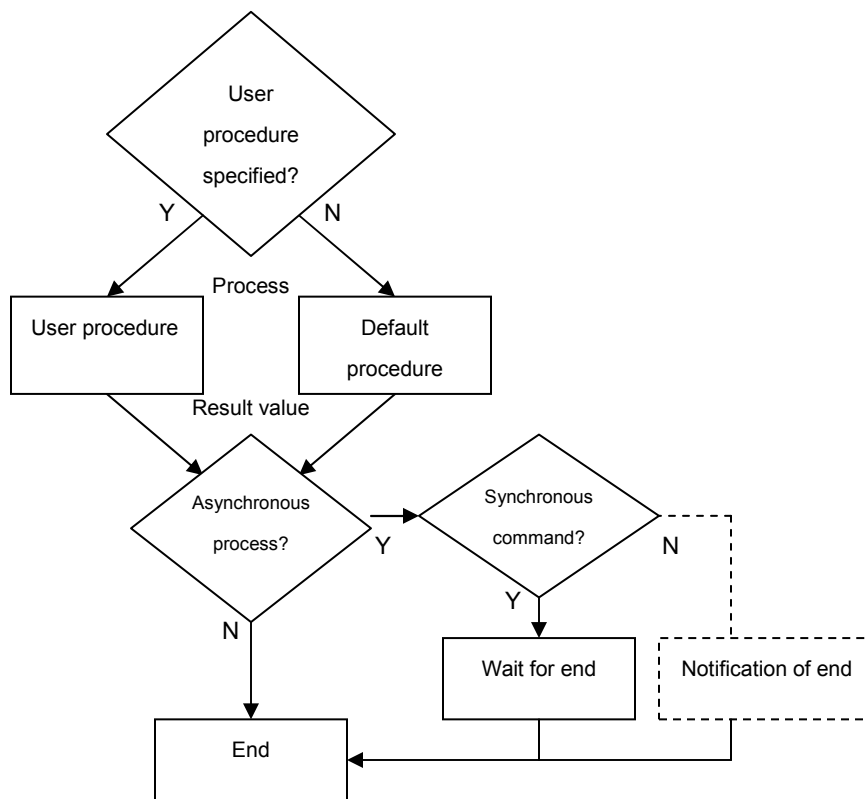 User
procedure
specified?
Y
N
Process
User procedure
Default
procedure
Result value
Asynchronous
process?
Y
N
Synchronous
command?
N
Y
Wait for end
Notification of end
End